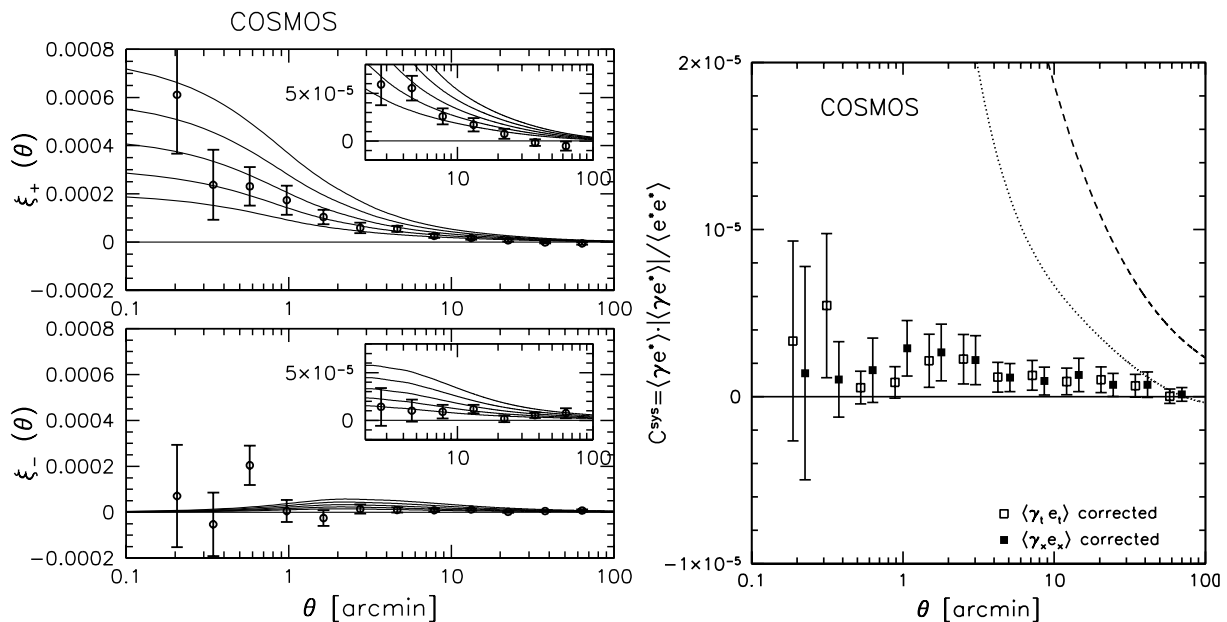 COSMOS
0.0008
0.0006
0.0004
0.0002
0
−0.0002
ξ+ (θ)
0.1 1 10 100
5×10−5
0
10 100
0.0008
0.0006
0.0004
0.0002
0
−0.0002
ξ− (θ)
0.1 1 10 100
θ [arcmin]
5×10−5
0
10 100
COSMOS
2×10−5
10−5
0
−1×10−5
Csys=⟨γe*⟩·|⟨γe*⟩|/⟨e*e*⟩
⟨γt et⟩ corrected
⟨γx ex⟩ corrected
0.1 1 10 100
θ [arcmin]